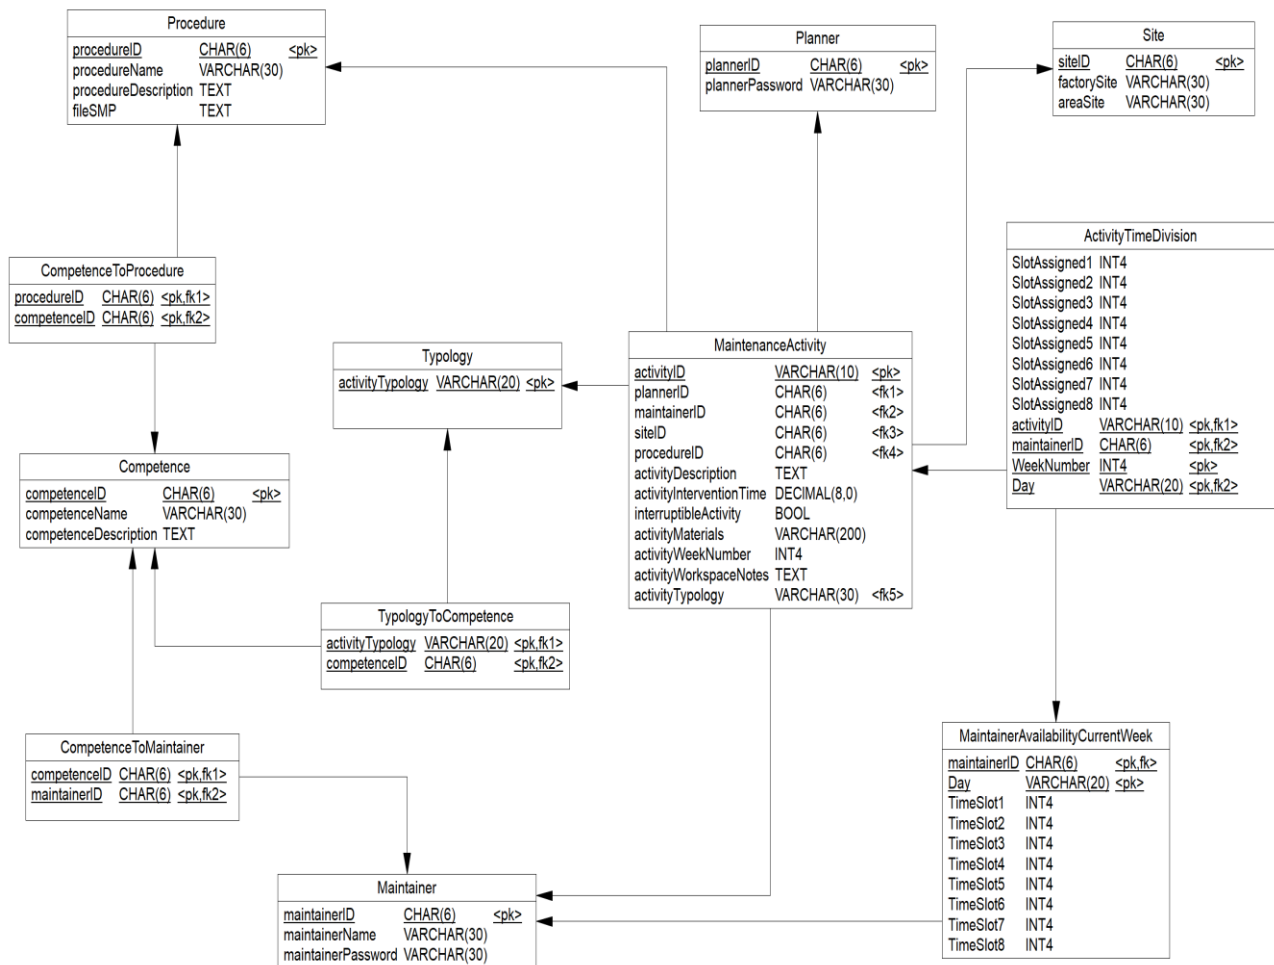 Procedure
procedureID CHAR(6) <pk>
procedureName VARCHAR(30)
procedureDescription TEXT
fileSMP TEXT
Planner
plannerID CHAR(6) <pk>
plannerPassword VARCHAR(30)
Site
siteID CHAR(6) <pk>
factorySite VARCHAR(30)
areaSite VARCHAR(30)
CompetenceToProcedure
procedureID CHAR(6) <pk,fk1>
competenceID CHAR(6) <pk,fk2>
ActivityTimeDivision
SlotAssigned1 INT4
SlotAssigned2 INT4
SlotAssigned3 INT4
SlotAssigned4 INT4
SlotAssigned5 INT4
SlotAssigned6 INT4
SlotAssigned7 INT4
SlotAssigned8 INT4
activityID VARCHAR(10) <pk,fk1>
maintainerID CHAR(6) <pk,fk2>
WeekNumber INT4 <pk>
Day VARCHAR(20) <pk,fk2>
Typology
activityTypology VARCHAR(20) <pk>
MaintenanceActivity
activityID VARCHAR(10) <pk>
plannerID CHAR(6) <fk1>
maintainerID CHAR(6) <fk2>
siteID CHAR(6) <fk3>
procedureID CHAR(6) <fk4>
activityDescription TEXT
activityInterventionTime DECIMAL(8,0)
interruptibleActivity BOOL
activityMaterials VARCHAR(200)
activityWeekNumber INT4
activityWorkspaceNotes TEXT
activityTypology VARCHAR(30) <fk5>
Competence
competenceID CHAR(6) <pk>
competenceName VARCHAR(30)
competenceDescription TEXT
TypologyToCompetence
activityTypology VARCHAR(20) <pk,fk1>
competenceID CHAR(6) <pk,fk2>
CompetenceToMaintainer
competenceID CHAR(6) <pk,fk1>
maintainerID CHAR(6) <pk,fk2>
MaintainerAvailabilityCurrentWeek
maintainerID CHAR(6) <pk,fk>
Day VARCHAR(20) <pk>
TimeSlot1 INT4
TimeSlot2 INT4
TimeSlot3 INT4
TimeSlot4 INT4
TimeSlot5 INT4
TimeSlot6 INT4
TimeSlot7 INT4
TimeSlot8 INT4
Maintainer
maintainerID CHAR(6) <pk>
maintainerName VARCHAR(30)
maintainerPassword VARCHAR(30)